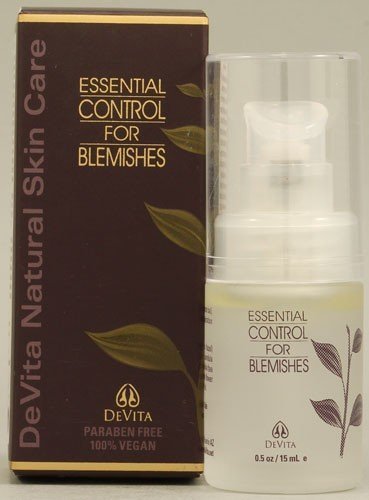 DeVita Natural Skin Care
ESSENTIAL
CONTROL
FOR
BLEMISHES
DEVITA
PARABEN FREE
100% VEGAN
ESSENTIAL
CONTROL
FOR
BLEMISHES
DEVITA
0.5 oz / 15 mL e